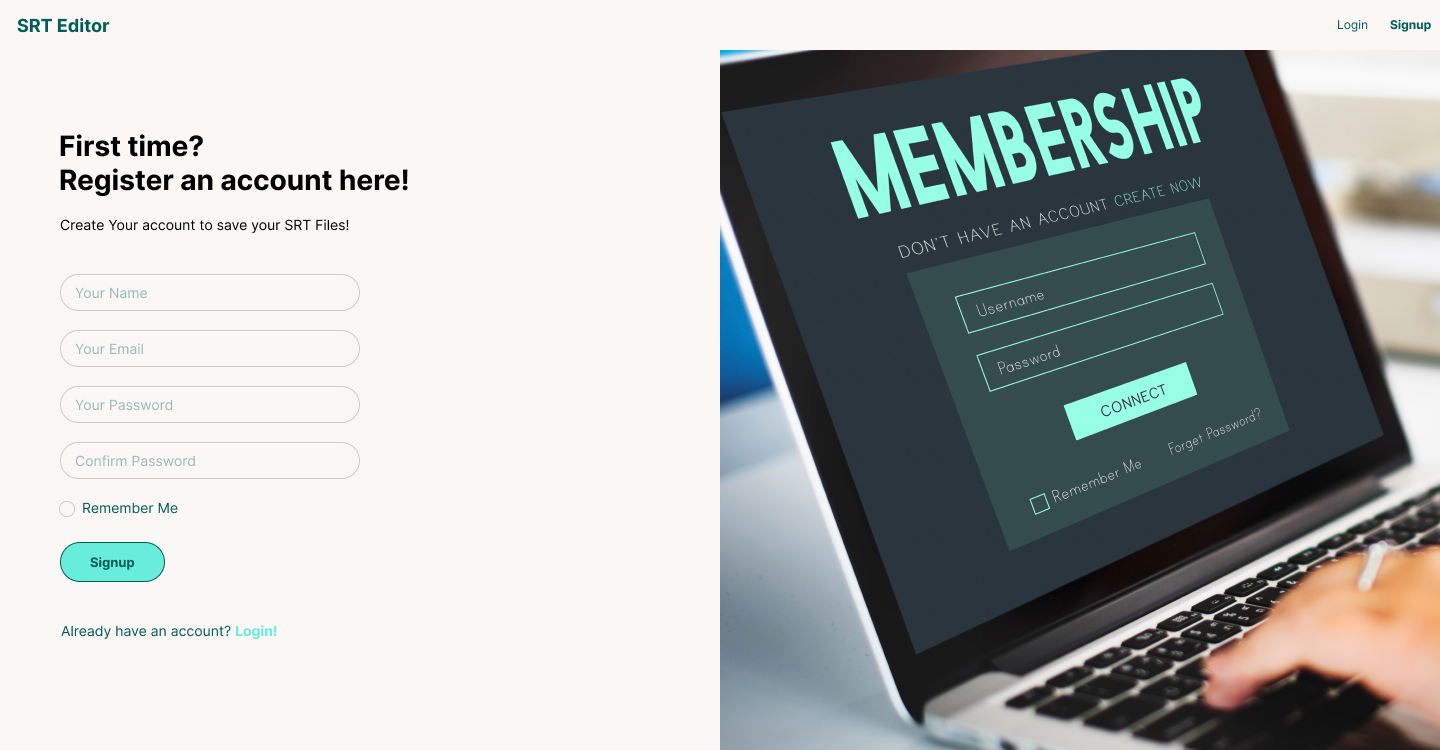 SRT Editor
Login
Signup
First time?
Register an account here!
Create Your account to save your SRT Files!
Your Name
Your Email
Your Password
Confirm Password
Remember Me
Signup
Already have an account? Login!
MEMBERSHIP
DON'T HAVE AN ACCOUNT CREATE NOW
Username
Password
CONNECT
Remember Me
Forget Password?